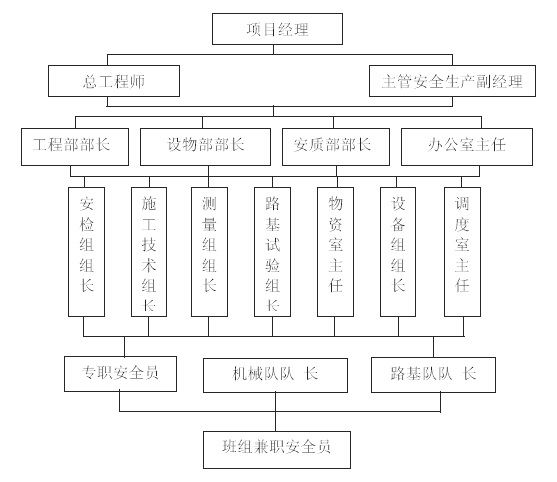 项目经理
总工程师
主管安全生产副经理
工程部部长
设物部部长
安质部部长
办公室主任
安检组组长
施工技术组长
测量组组长
路基试验组长
物资室主任
设备组组长
调度室主任
专职安全员
机械队队 长
路基队队 长
班组兼职安全员